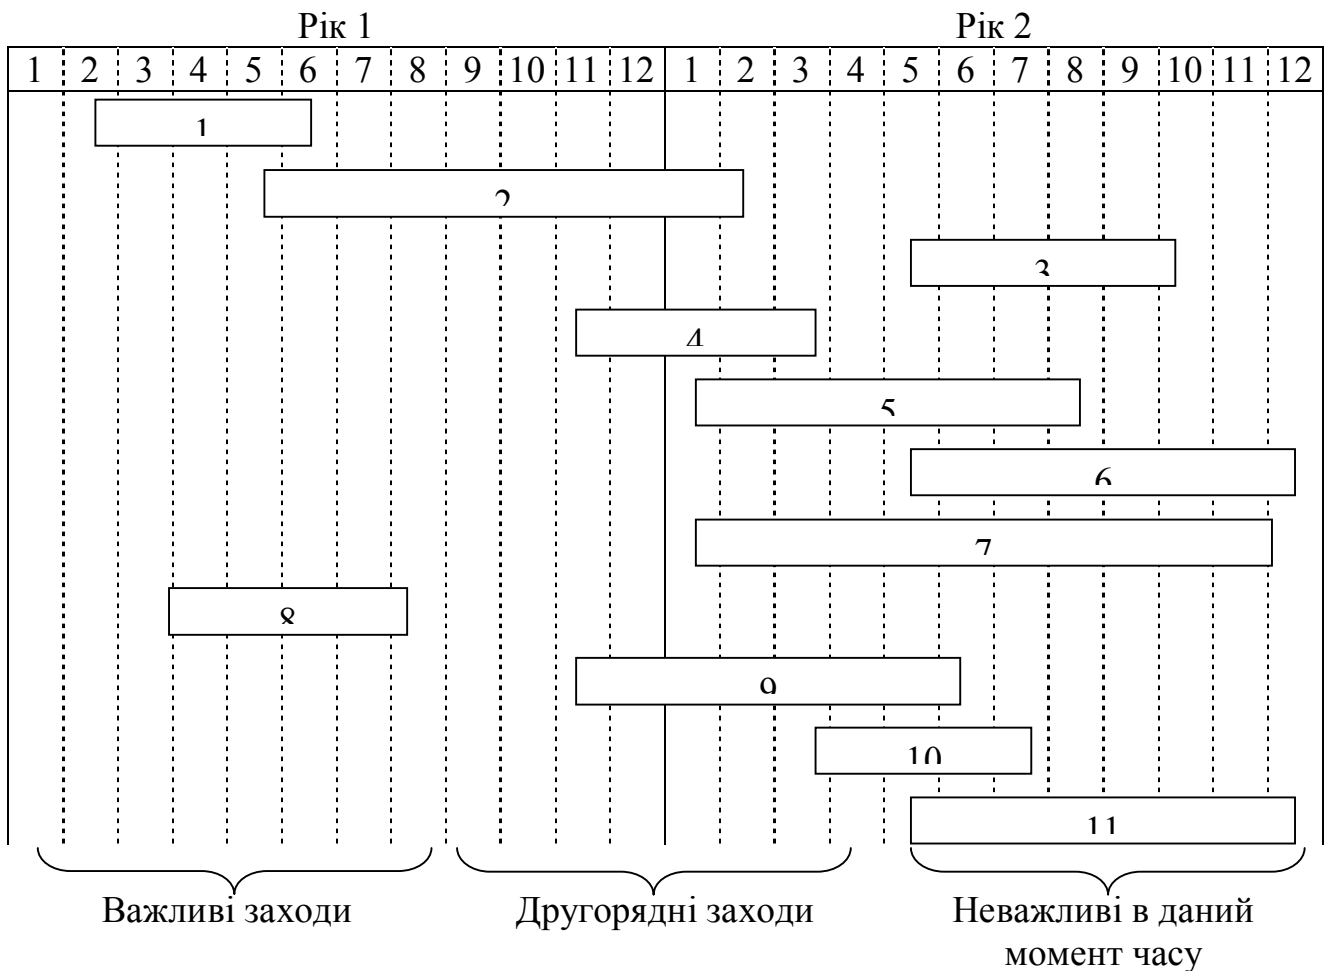 Рік 1 Рік 2
1 2 3 4 5 6 7 8 9 10 11 12 1 2 3 4 5 6 7 8 9 10 11 12
1
2
3
4
5
6
7
8
9
10
11
Важливі заходи Другорядні заходи Неважливі в даний
момент часу